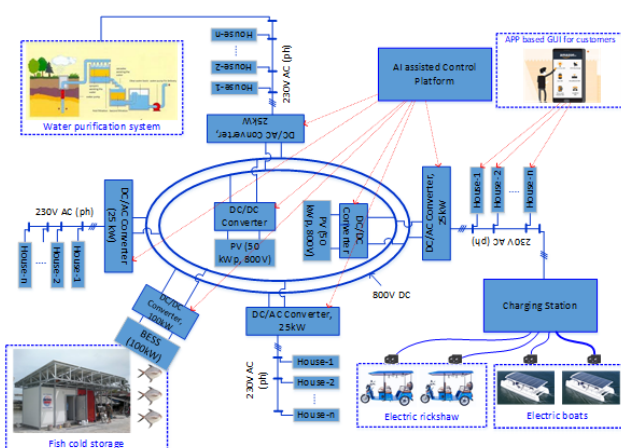 House-n
House-2
House-1
230V AC (ph)
Water purification system
DC/AC Converter,
25kW
AI assisted Control
Platform
APP based GUI for customers
amazon
DC/AC Converter
(25 kW)
230V AC (ph)
House-n
House-2
House-1
DC/DC
Converter
PV (50
kWp, 800V)
DC/DC
Converter
PV (50
kWp, 800V)
DC/AC Converter,
25kW
House-1
House-2
House-n
230V AC (ph)
800V DC
DC/DC
Converter, 100kW
BESS
(100kW)
DC/AC Converter,
25kW
230V AC
(ph)
House-1
House-2
House-n
Charging Station
Fish cold storage
Electric rickshaw
Electric boats